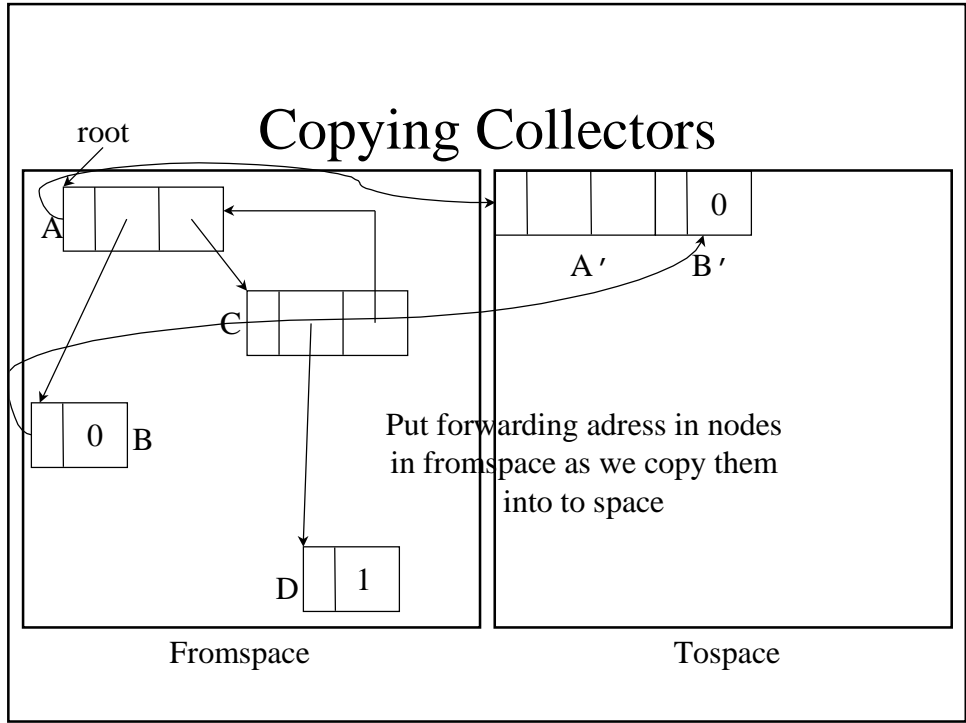 Copying Collectors
root
A
0
A′
B′
C
0
B
Put forwarding adress in nodes
in fromspace as we copy them
into to space
D
1
Fromspace
Tospace